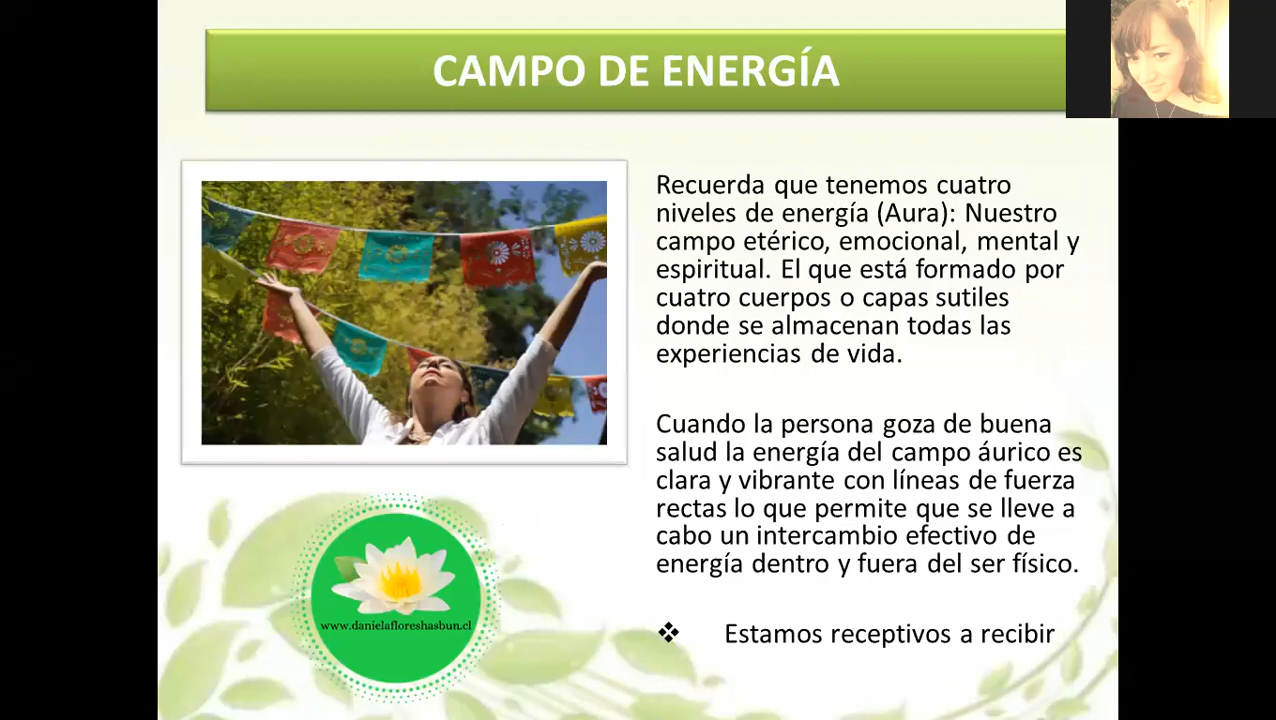 CAMPO DE ENERGÍA
Recuerda que tenemos cuatro
niveles de energía (Aura): Nuestro
campo etérico, emocional, mental y
espiritual. El que está formado por
cuatro cuerpos o capas sutiles
donde se almacenan todas las
experiencias de vida.
Cuando la persona goza de buena
salud la energía del campo áurico es
clara y vibrante con líneas de fuerza
rectas lo que permite que se lleve a
cabo un intercambio efectivo de
energía dentro y fuera del ser físico.
❖ Estamos receptivos a recibir
www.danielafloreshasbun.cl